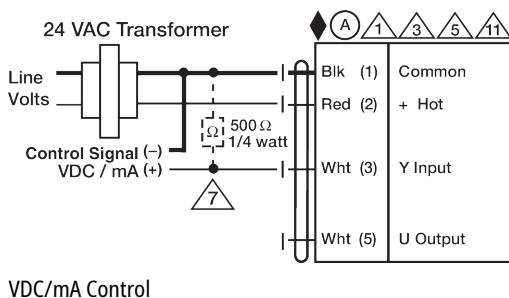 24 VAC Transformer
A 1 3 5 11
Line
Volts
Blk (1) Common
Red (2) + Hot
Ω 500 Ω
1/4 watt
Control Signal (–)
VDC / mA (+)
Wht (3) Y Input
7
Wht (5) U Output
VDC/mA Control